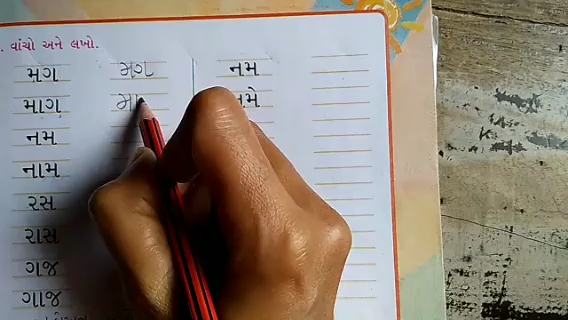 . વાંચો અને લખો.
મગ મગ નમ
માગ
નમ
નામ
રસ
રાસ
ગજ
ગાજ